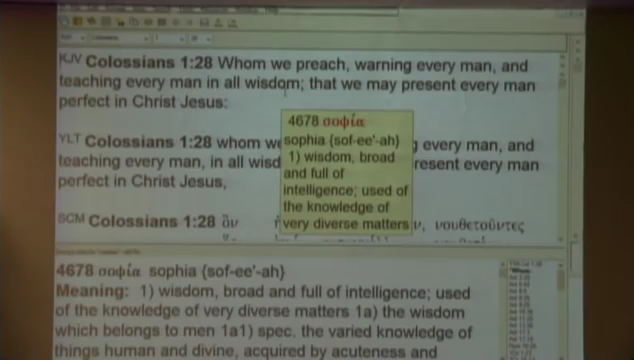 KJV Colossians 1:28 Whom we preach, warning every man, and
teaching every man in all wisdom; that we may present every man
perfect in Christ Jesus:
4678 σοφία
sophia {sof-ee'-ah}
1) wisdom, broad
and full of
intelligence; used of
the knowledge of
very diverse matters
YLT Colossians 1:28 whom we every man, and
teaching every man, in all wisd resent every man
perfect in Christ Jesus,
SCM Colossians 1:28 ὃν ν, νουθετοῦντες
4678 σοφία sophia {sof-ee'-ah}
Meaning: 1) wisdom, broad and full of intelligence; used
of the knowledge of very diverse matters 1a) the wisdom
which belongs to men 1a1) spec. the varied knowledge of
things human and divine, acquired by acuteness and